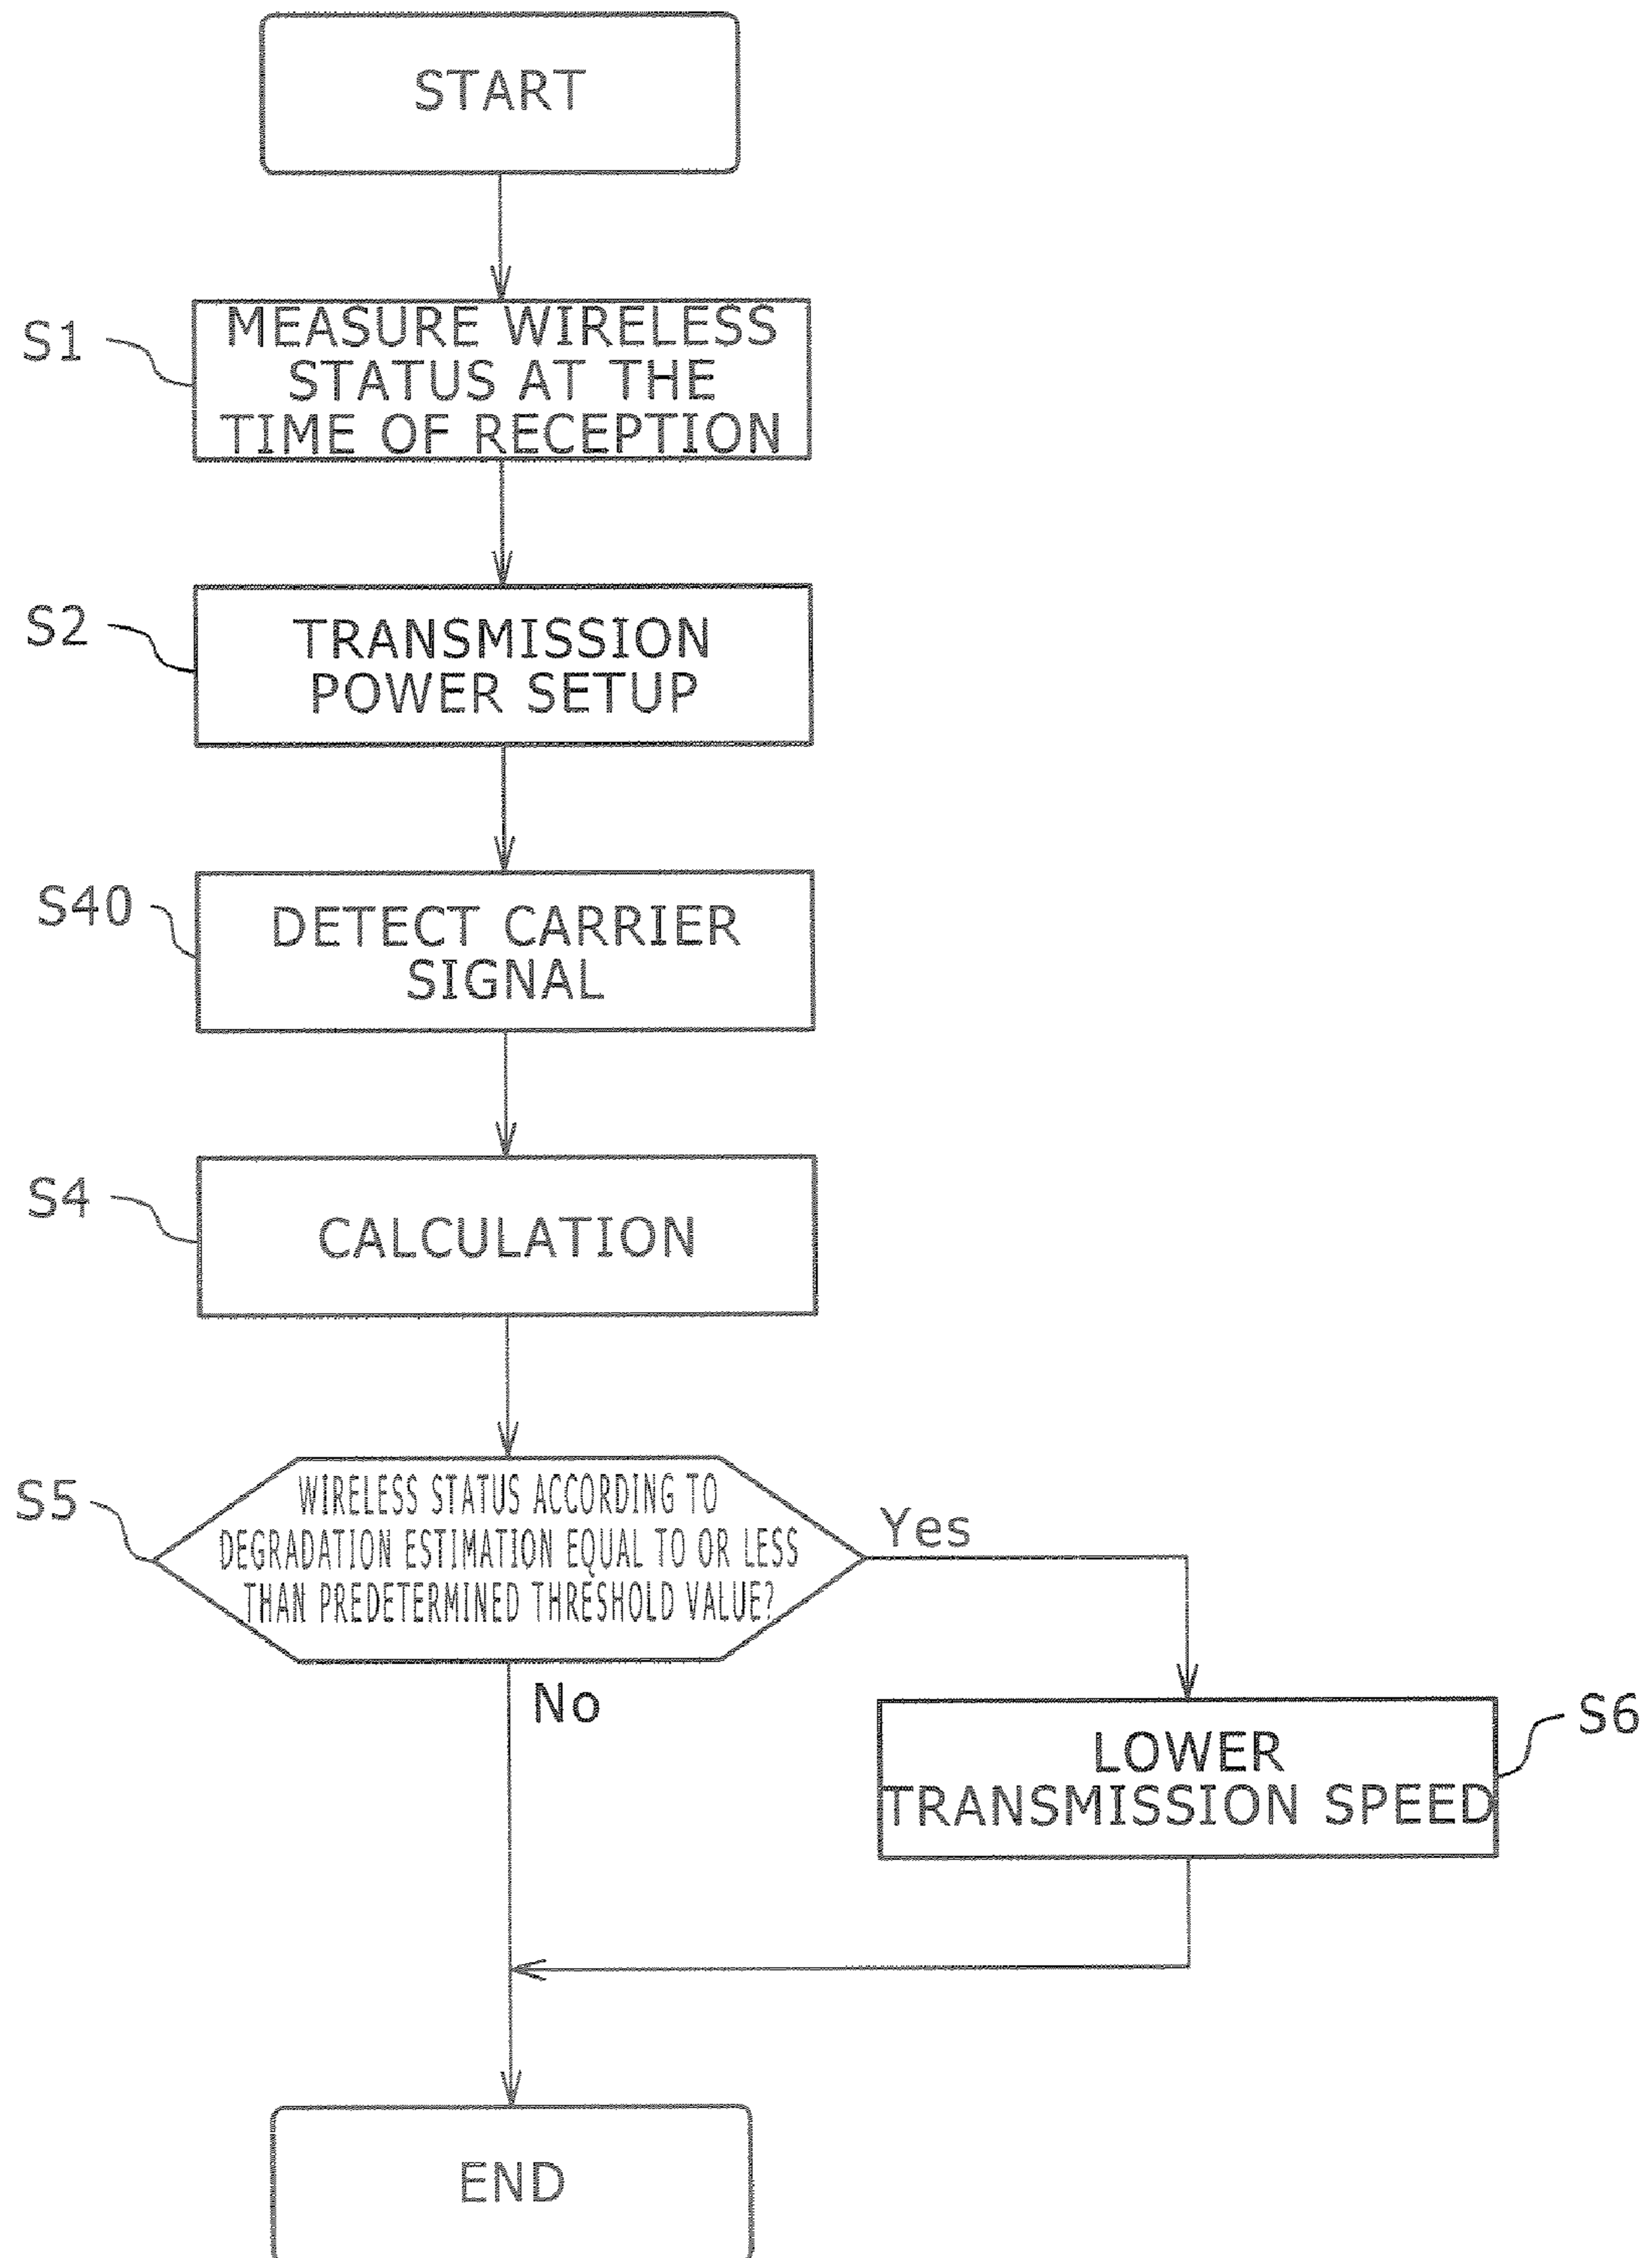 START
S1
MEASURE WIRELESS
STATUS AT THE
TIME OF RECEPTION
S2
TRANSMISSION
POWER SETUP
S40
DETECT CARRIER
SIGNAL
S4
CALCULATION
S5
WIRELESS STATUS ACCORDING TO
DEGRADATION ESTIMATION EQUAL TO OR LESS
THAN PREDETERMINED THRESHOLD VALUE?
Yes
No
S6
LOWER
TRANSMISSION SPEED
END